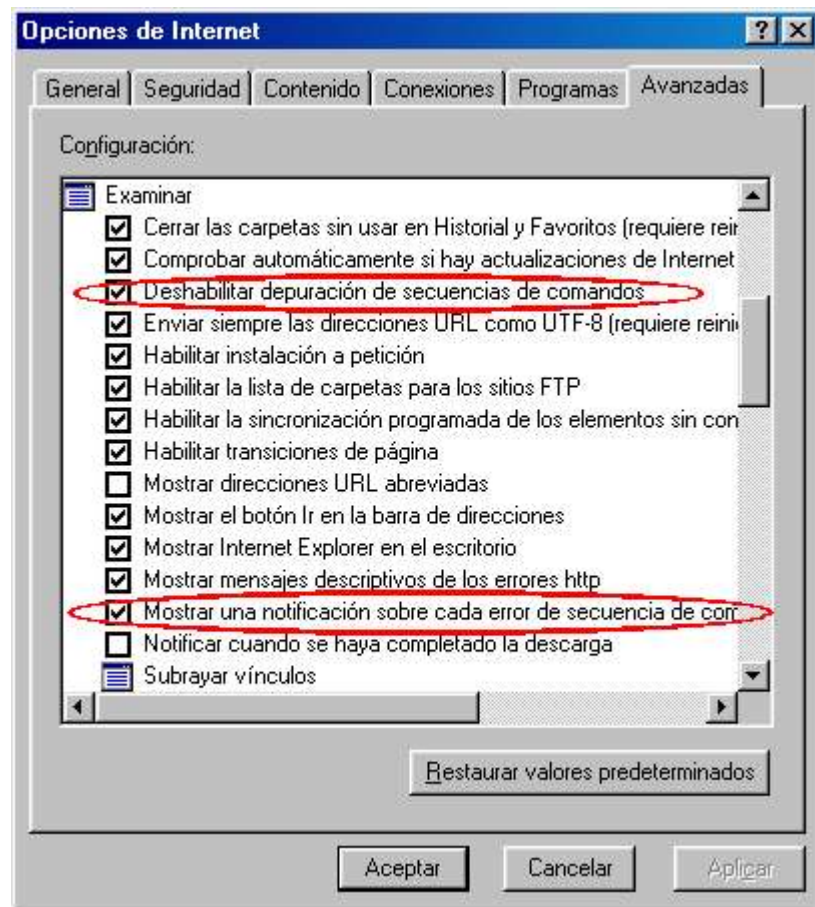 Opciones de Internet
General Seguridad Contenido Conexiones Programas Avanzadas
Configuración:
Examinar
Cerrar las carpetas sin usar en Historial y Favoritos (requiere rein
Comprobar automáticamente si hay actualizaciones de Internet
Deshabilitar depuración de secuencias de comandos
Enviar siempre las direcciones URL como UTF-8 (requiere reini
Habilitar instalación a petición
Habilitar la lista de carpetas para los sitios FTP
Habilitar la sincronización programada de los elementos sin con
Habilitar transiciones de página
Mostrar direcciones URL abreviadas
Mostrar el botón Ir en la barra de direcciones
Mostrar Internet Explorer en el escritorio
Mostrar mensajes descriptivos de los errores http
Mostrar una notificación sobre cada error de secuencia de com
Notificar cuando se haya completado la descarga
Subrayar vínculos
Restaurar valores predeterminados
Aceptar Cancelar Aplicar